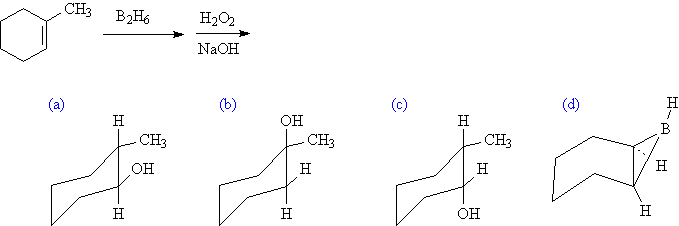 CH₃
B₂H₆
H₂O₂
NaOH
(a) (b) (c) (d)
H OH H H
CH₃ CH₃ CH₃ B
OH H H H
H H OH H